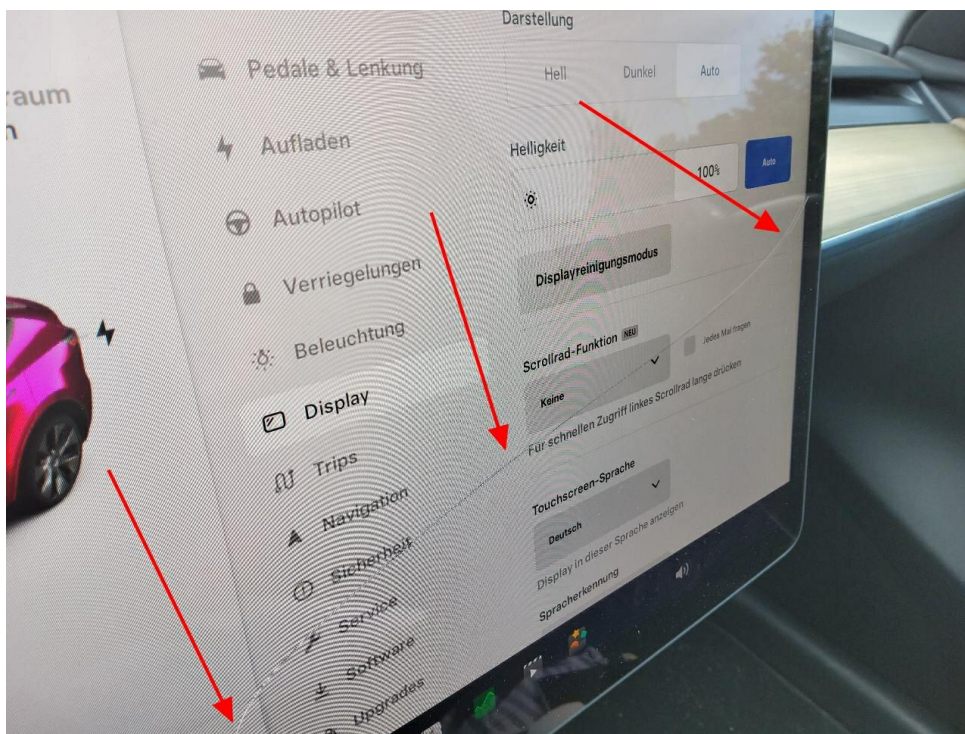 raum
n
Pedale & Lenkung
Aufladen
Autopilot
Verriegelungen
Beleuchtung
Display
Trips
Navigation
Sicherheit
Service
Software
Upgrades
Darstellung
Hell Dunkel Auto
Helligkeit
100% Auto
Displayreinigungsmodus
Scrollrad-Funktion NEU
Keine Jedes Mal fragen
Für schnellen Zugriff linkes Scrollrad lange drücken
Touchscreen-Sprache
Deutsch
Display in dieser Sprache anzeigen
Spracherkennung